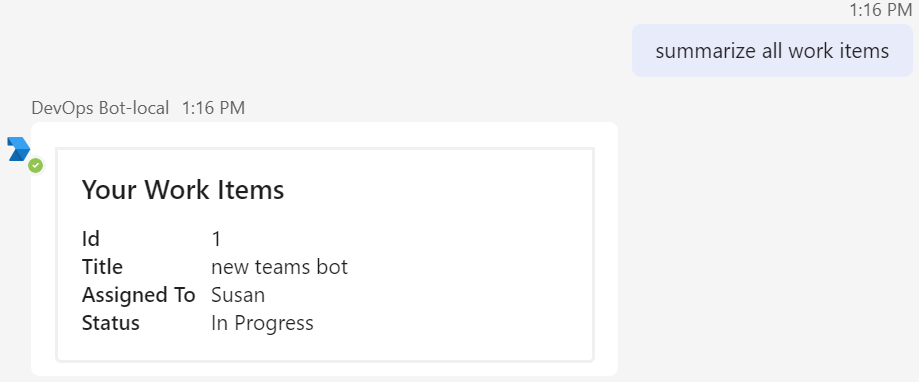 1:16 PM
summarize all work items
DevOps Bot-local 1:16 PM
Your Work Items
Id 1
Title new teams bot
Assigned To Susan
Status In Progress